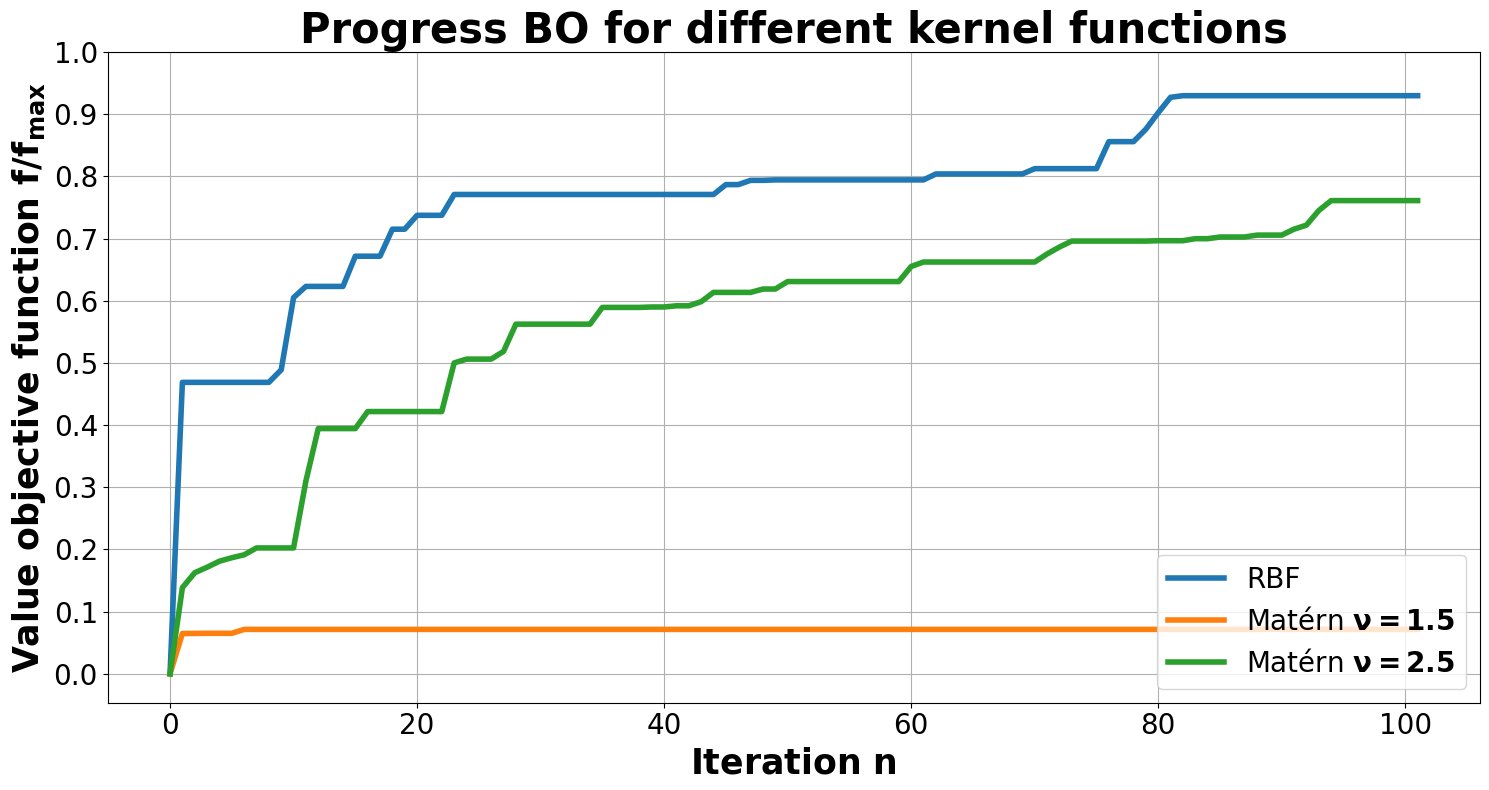 Progress BO for different kernel functions
Value objective function f/f_max
1.0
0.9
0.8
0.7
0.6
0.5
0.4
0.3
0.2
0.1
0.0
RBF
Matérn ν = 1.5
Matérn ν = 2.5
0 20 40 60 80 100
Iteration n